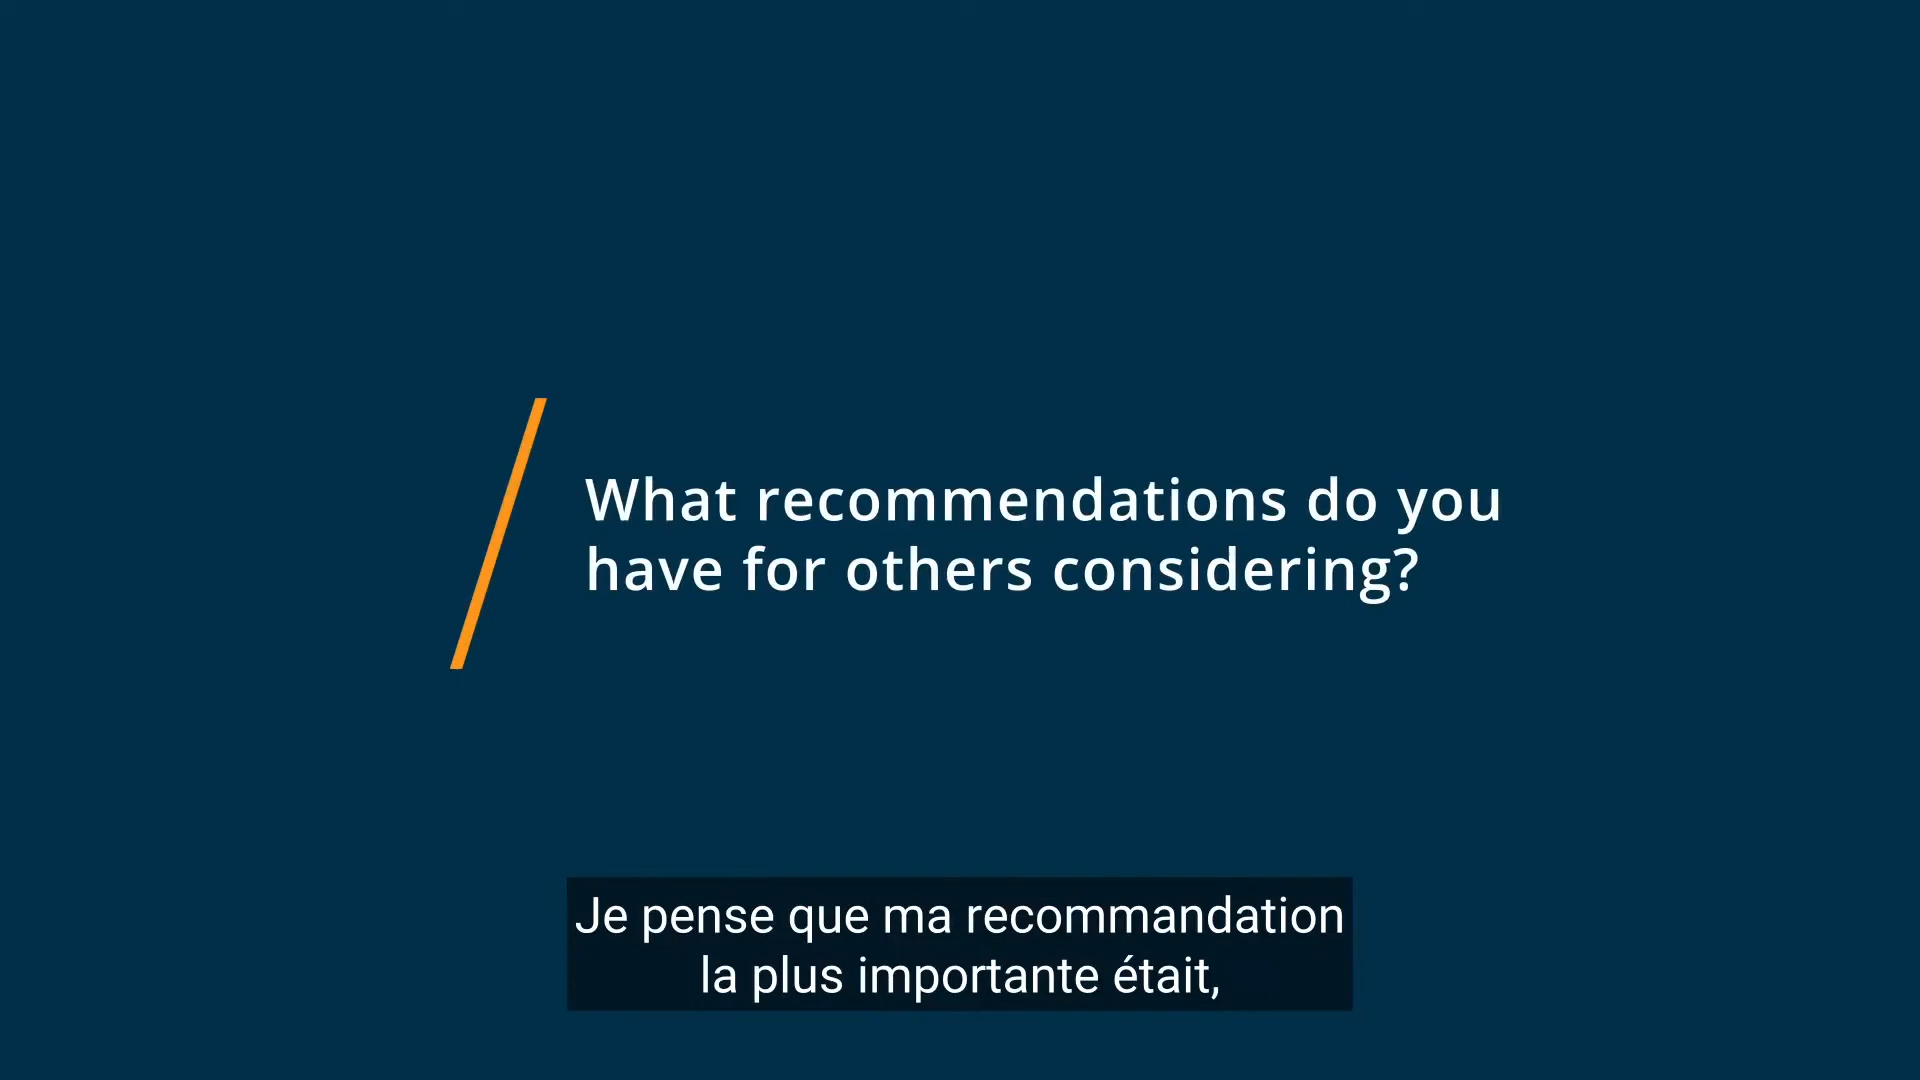 What recommendations do you
have for others considering?
Je pense que ma recommandation
la plus importante était,